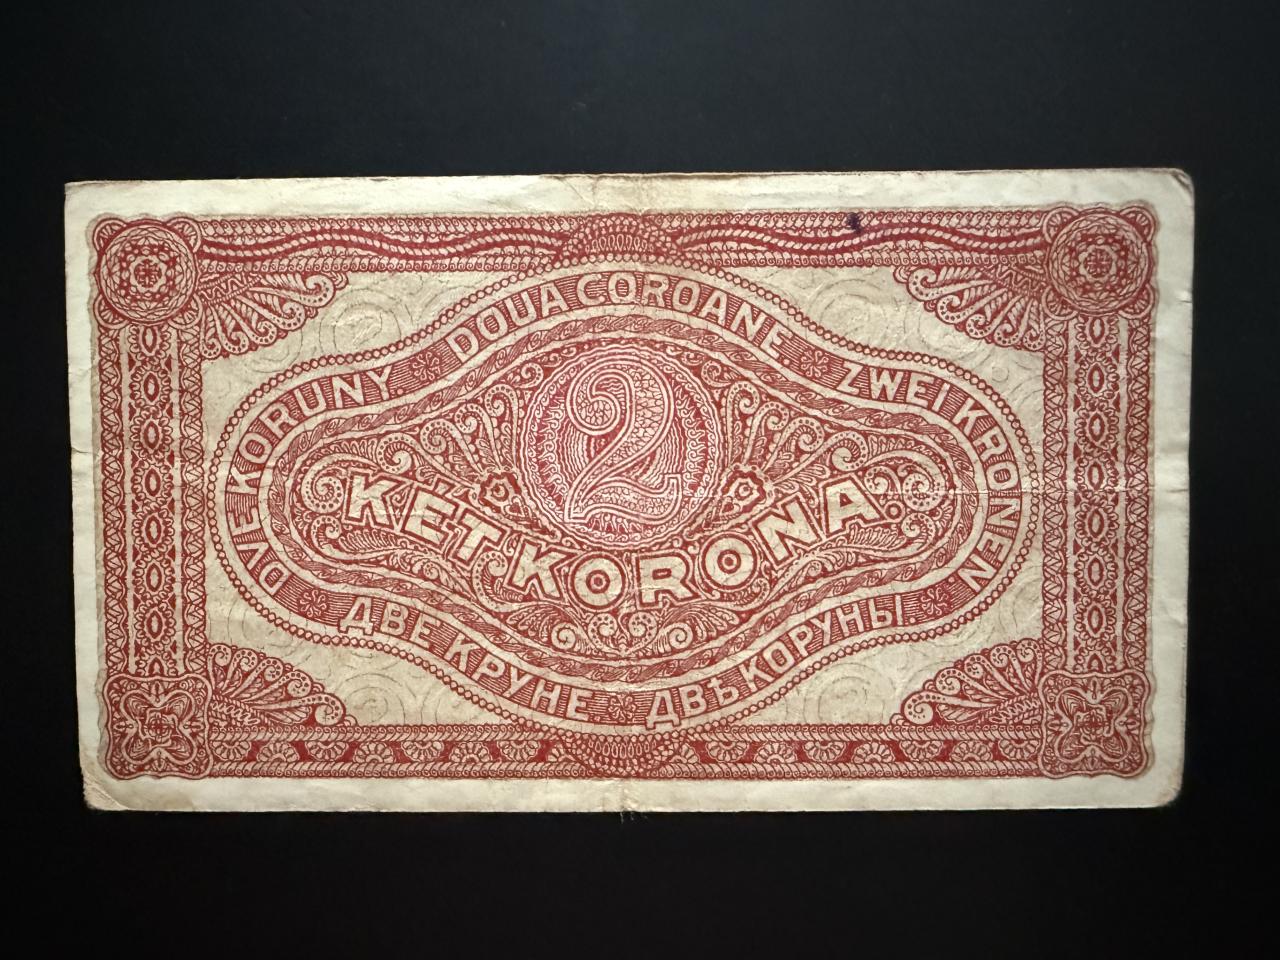 DVE KORUNY
DOUA COROANE
ZWEI KRONEN
2
KÉT KORONA
ДВЕ КРУНЕ
ДВѢ КОРУНЫ